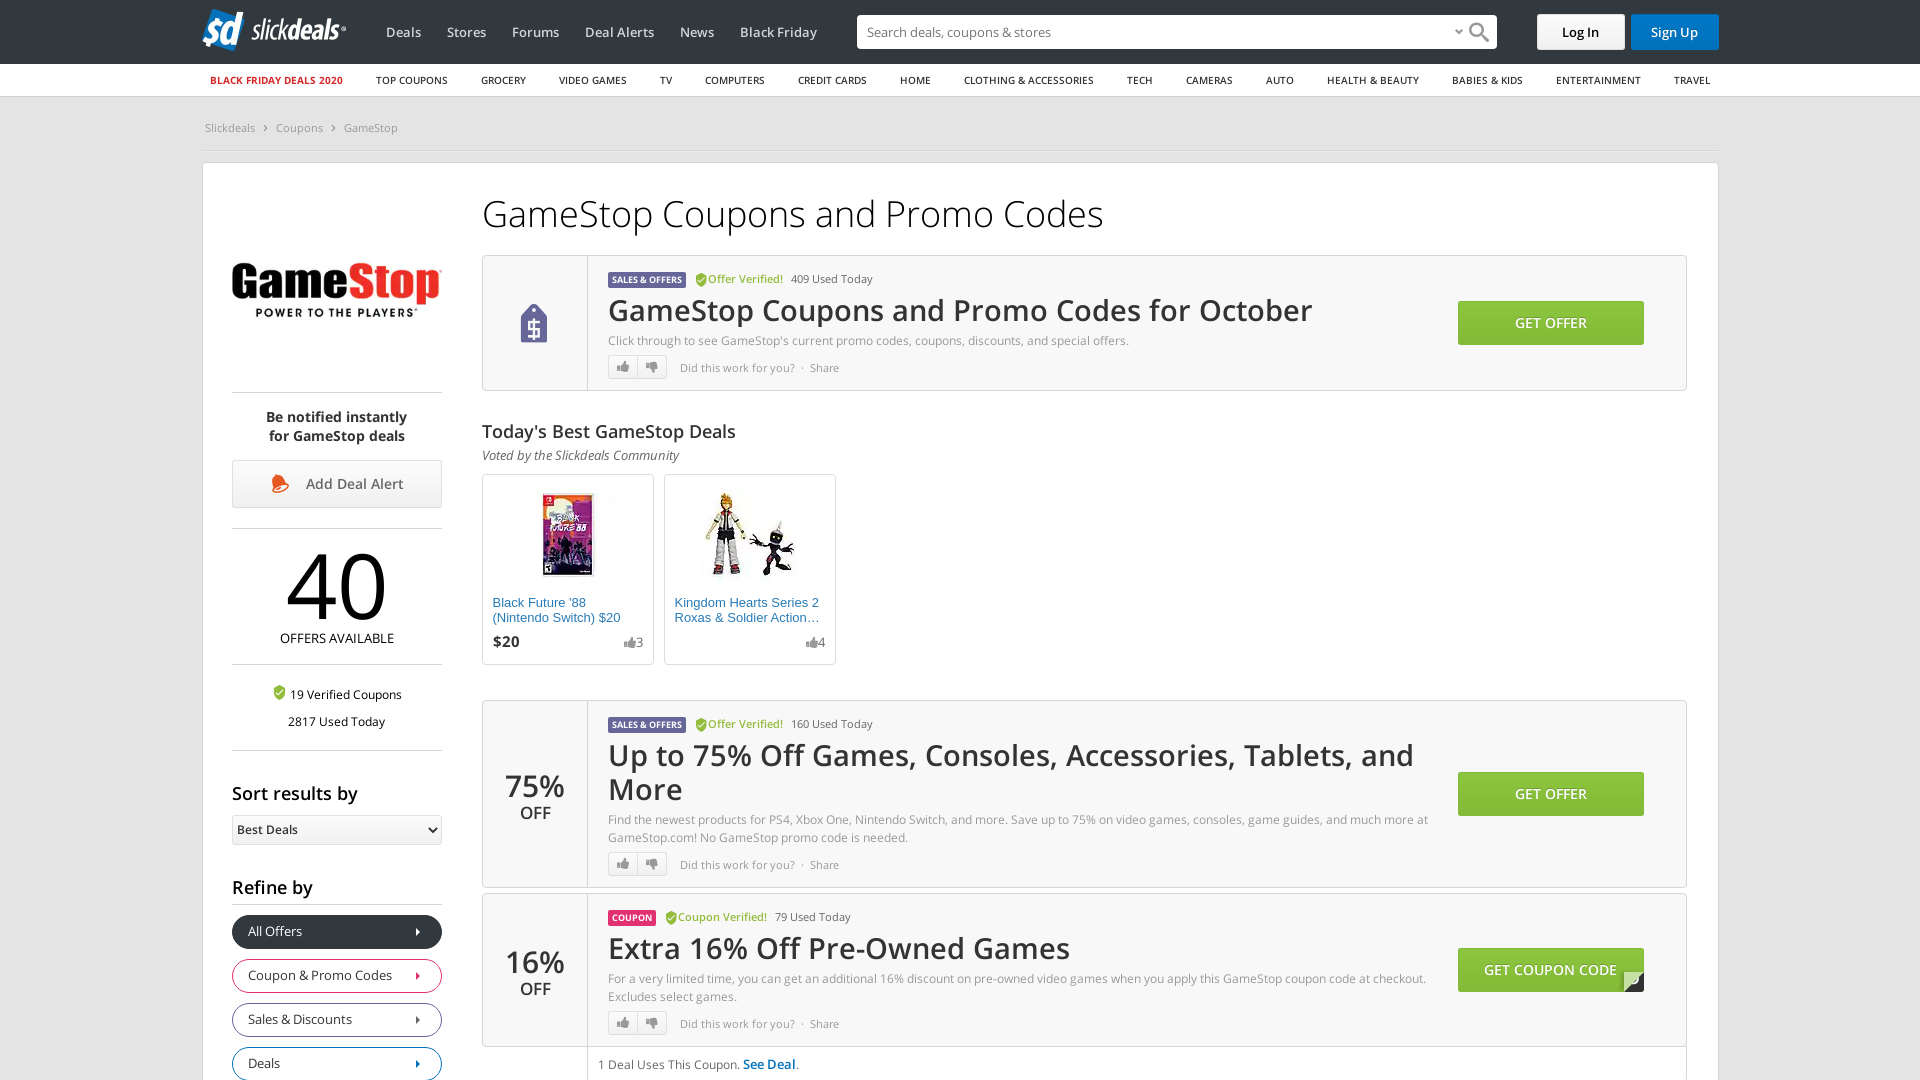 slickdeals
Deals
Stores
Forums
Deal Alerts
News
Black Friday
Search deals, coupons & stores
Log In
Sign Up
BLACK FRIDAY DEALS 2020
TOP COUPONS
GROCERY
VIDEO GAMES
TV
COMPUTERS
CREDIT CARDS
HOME
CLOTHING & ACCESSORIES
TECH
CAMERAS
AUTO
HEALTH & BEAUTY
BABIES & KIDS
ENTERTAINMENT
TRAVEL
Slickdeals
Coupons
GameStop
GameStop
POWER TO THE PLAYERS
Be notified instantly
for GameStop deals
Add Deal Alert
40
OFFERS AVAILABLE
19 Verified Coupons
2817 Used Today
Sort results by
Best Deals
Refine by
All Offers
Coupon & Promo Codes
Sales & Discounts
Deals
GameStop Coupons and Promo Codes
SALES & OFFERS Offer Verified! 409 Used Today
GameStop Coupons and Promo Codes for October
Click through to see GameStop's current promo codes, coupons, discounts, and special offers.
Did this work for you? · Share
GET OFFER
Today's Best GameStop Deals
Voted by the Slickdeals Community
Black Future '88
(Nintendo Switch) $20
$20
3
Kingdom Hearts Series 2
Roxas & Soldier Action…
4
75%
OFF
SALES & OFFERS Offer Verified! 160 Used Today
Up to 75% Off Games, Consoles, Accessories, Tablets, and
More
Find the newest products for PS4, Xbox One, Nintendo Switch, and more. Save up to 75% on video games, consoles, game guides, and much more at
GameStop.com! No GameStop promo code is needed.
Did this work for you? · Share
GET OFFER
16%
OFF
COUPON Coupon Verified! 79 Used Today
Extra 16% Off Pre-Owned Games
For a very limited time, you can get an additional 16% discount on pre-owned video games when you apply this GameStop coupon code at checkout.
Excludes select games.
Did this work for you? · Share
GET COUPON CODE
1 Deal Uses This Coupon. See Deal.